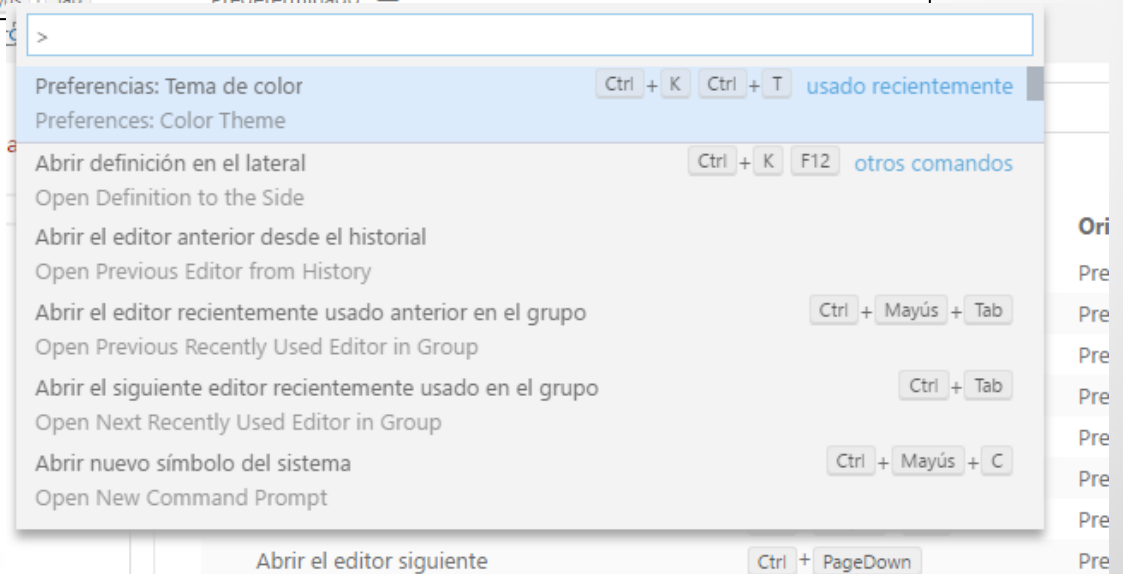 Tab
Predeterminado
>
Preferencias: Tema de color Ctrl + K Ctrl + T usado recientemente
Preferences: Color Theme
Abrir definición en el lateral Ctrl + K F12 otros comandos
Open Definition to the Side
Abrir el editor anterior desde el historial
Ori
Open Previous Editor from History
Pre
Abrir el editor recientemente usado anterior en el grupo Ctrl + Mayús + Tab
Pre
Open Previous Recently Used Editor in Group
Pre
Abrir el siguiente editor recientemente usado en el grupo Ctrl + Tab
Pre
Open Next Recently Used Editor in Group
Pre
Abrir nuevo símbolo del sistema Ctrl + Mayús + C
Pre
Open New Command Prompt
Pre
Abrir el editor siguiente Ctrl + PageDown Pre